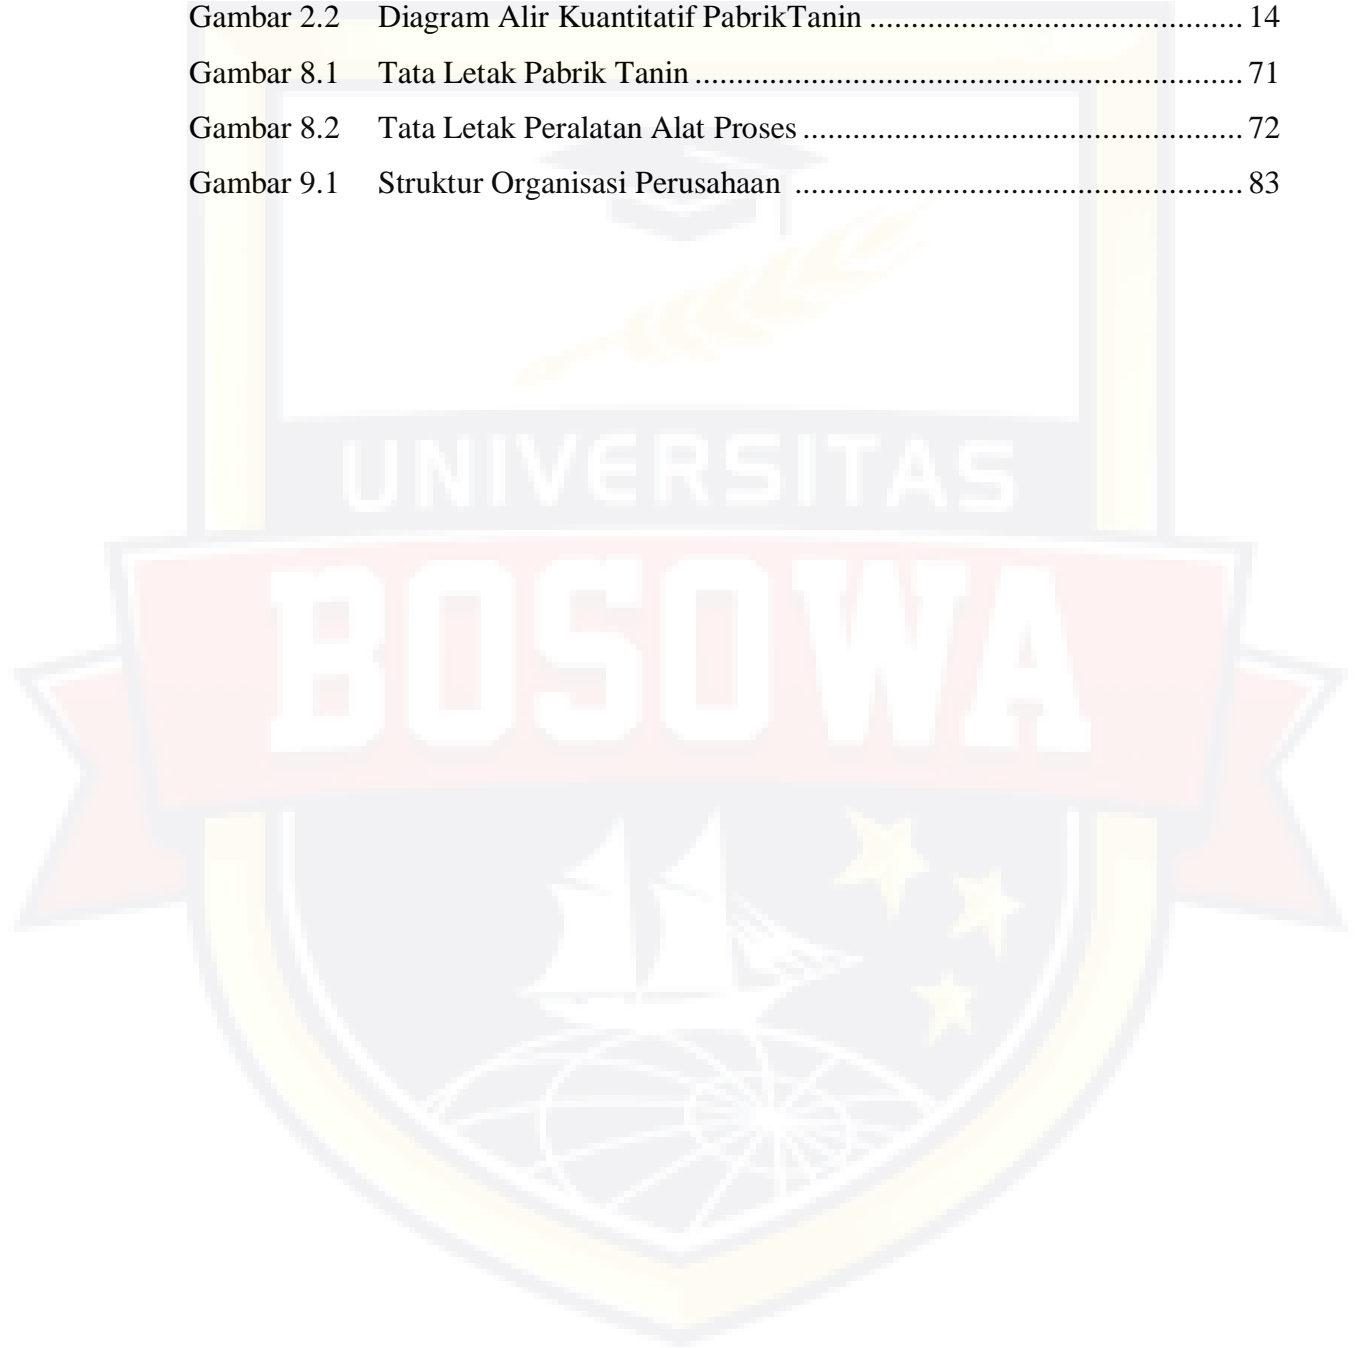 Gambar 2.2 Diagram Alir Kuantitatif PabrikTanin .............................................. 14
Gambar 8.1 Tata Letak Pabrik Tanin ................................................................... 71
Gambar 8.2 Tata Letak Peralatan Alat Proses ...................................................... 72
Gambar 9.1 Struktur Organisasi Perusahaan ....................................................... 83
UNIVERSITAS
BOSOWA